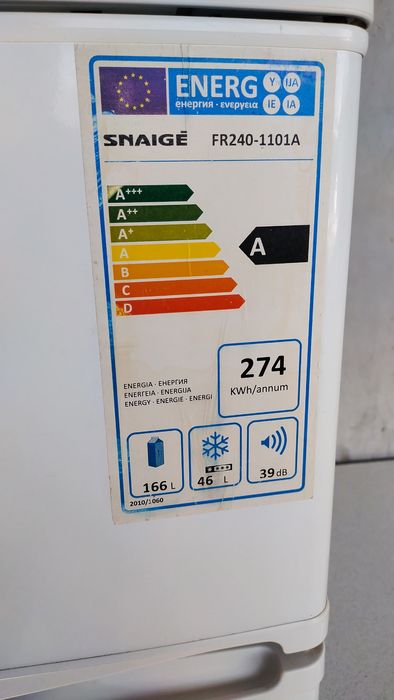 ENERG Y IJA
енергия · ενεργεια IE IA
SNAIGĖ FR240-1101A
A+++
A++
A+
A
B
C
D
A
274
KWh/annum
ENERGIA · ЕНЕРГИЯ
ΕΝΕΡΓΕΙΑ · ENERGIJA
ENERGY · ENERGIE · ENERGI
166 L
46 L
39 dB
2010/1060